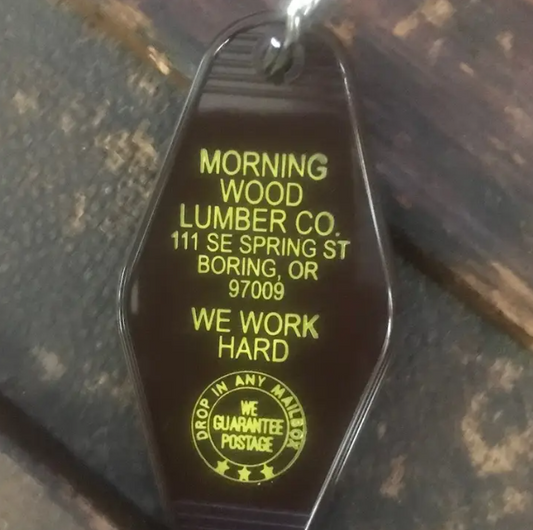 MORNING
WOOD
LUMBER CO.
111 SE SPRING ST
BORING, OR
97009
WE WORK
HARD
DROP IN ANY MAILBOX
WE
GUARANTEE
POSTAGE